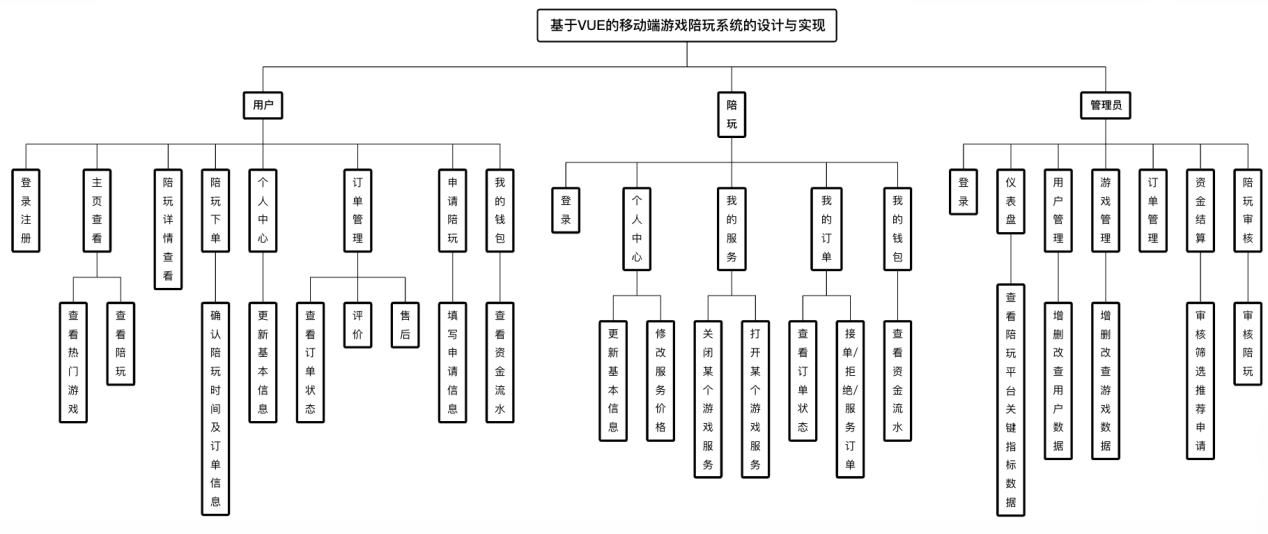 基于VUE的移动端游戏陪玩系统的设计与实现
用户
陪玩
管理员
登录注册
主页查看
陪玩详情查看
陪玩下单
个人中心
订单管理
申请陪玩
我的钱包
登录
个人中心
我的服务
我的订单
我的钱包
登录
仪表盘
用户管理
游戏管理
订单管理
资金结算
陪玩审核
查看热门游戏
查看陪玩
确认陪玩时间及订单信息
更新基本信息
查看订单状态
评价
售后
填写申请信息
查看资金流水
更新基本信息
修改服务价格
关闭某个游戏服务
打开某个游戏服务
查看订单状态
接单/拒绝/服务订单
查看资金流水
查看陪玩平台关键指标数据
增删改查用户数据
增删改查游戏数据
审核筛选推荐申请
审核陪玩